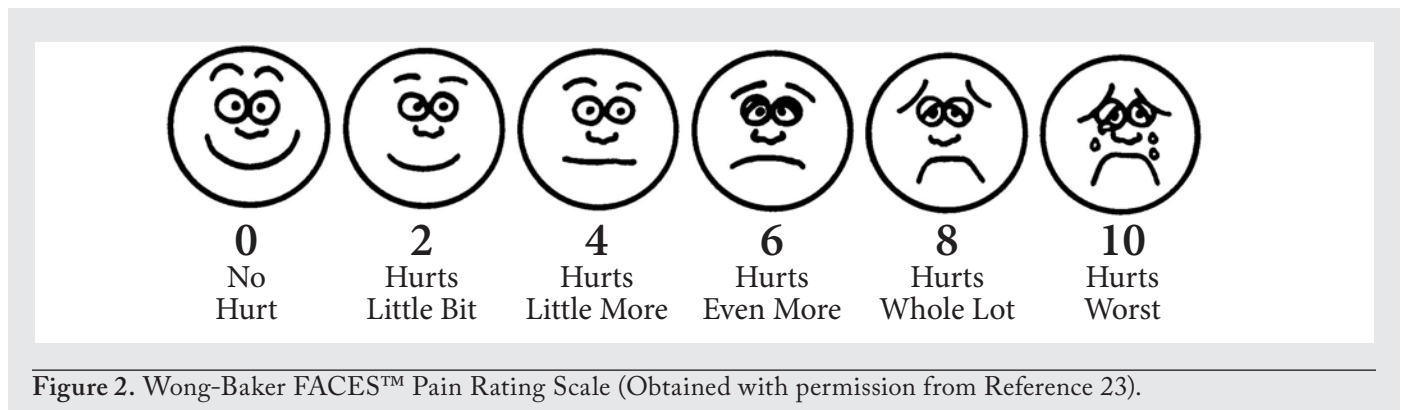 0 2 4 6 8 10
No Hurts Hurts Hurts Hurts Hurts
Hurt Little Bit Little More Even More Whole Lot Worst
Figure 2. Wong-Baker FACES™ Pain Rating Scale (Obtained with permission from Reference 23).